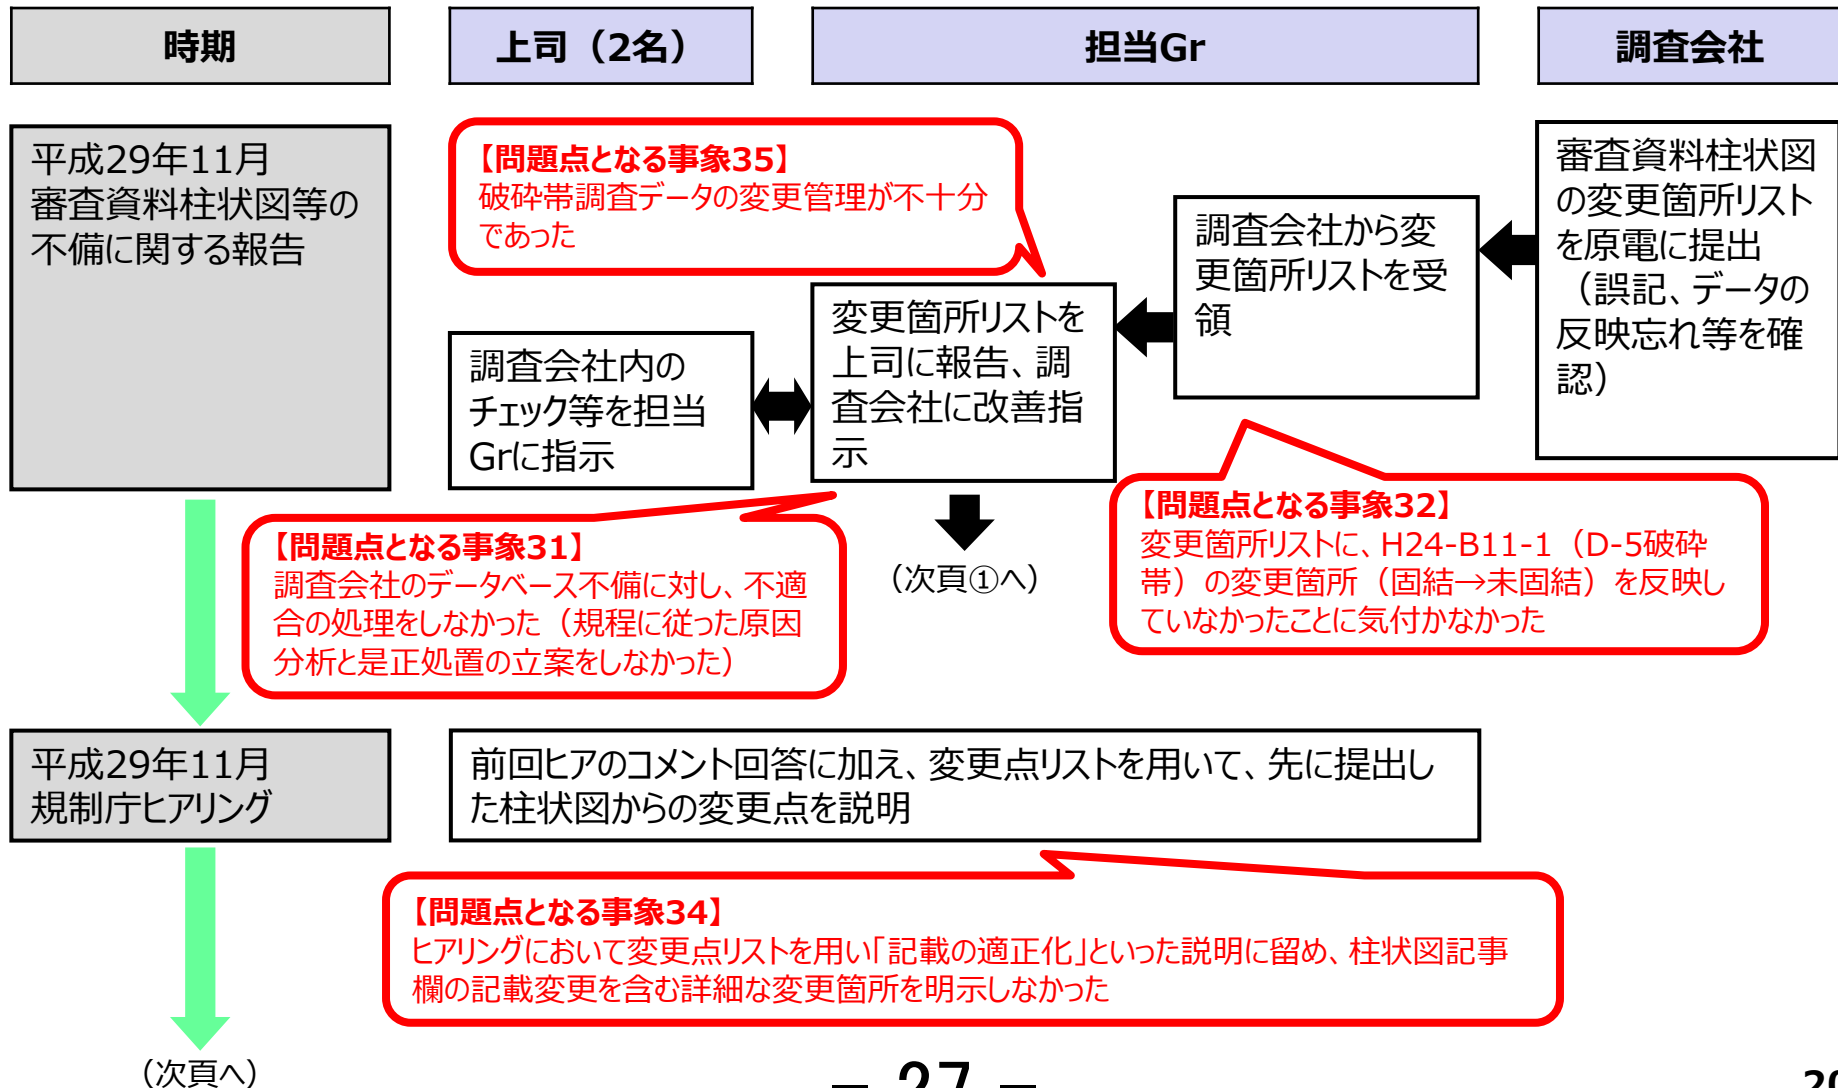 時期
上司（2名）
担当Gr
調査会社
平成29年11月
審査資料柱状図等の
不備に関する報告
【問題点となる事象35】
破砕帯調査データの変更管理が不十分
であった
審査資料柱状図
の変更箇所リスト
を原電に提出
（誤記、データの
反映忘れ等を確
認）
調査会社から変
更箇所リストを受
領
変更箇所リストを
上司に報告、調
査会社に改善指
示
調査会社内の
チェック等を担当
Grに指示
【問題点となる事象31】
調査会社のデータベース不備に対し、不適
合の処理をしなかった（規程に従った原因
分析と是正処置の立案をしなかった）
（次頁①へ）
【問題点となる事象32】
変更箇所リストに、H24-B11-1（D-5破砕
帯）の変更箇所（固結→未固結）を反映し
ていなかったことに気付かなかった
平成29年11月
規制庁ヒアリング
前回ヒアのコメント回答に加え、変更点リストを用いて、先に提出し
た柱状図からの変更点を説明
【問題点となる事象34】
ヒアリングにおいて変更点リストを用い「記載の適正化」といった説明に留め、柱状図記事
欄の記載変更を含む詳細な変更箇所を明示しなかった
（次頁へ）
－ 27 －